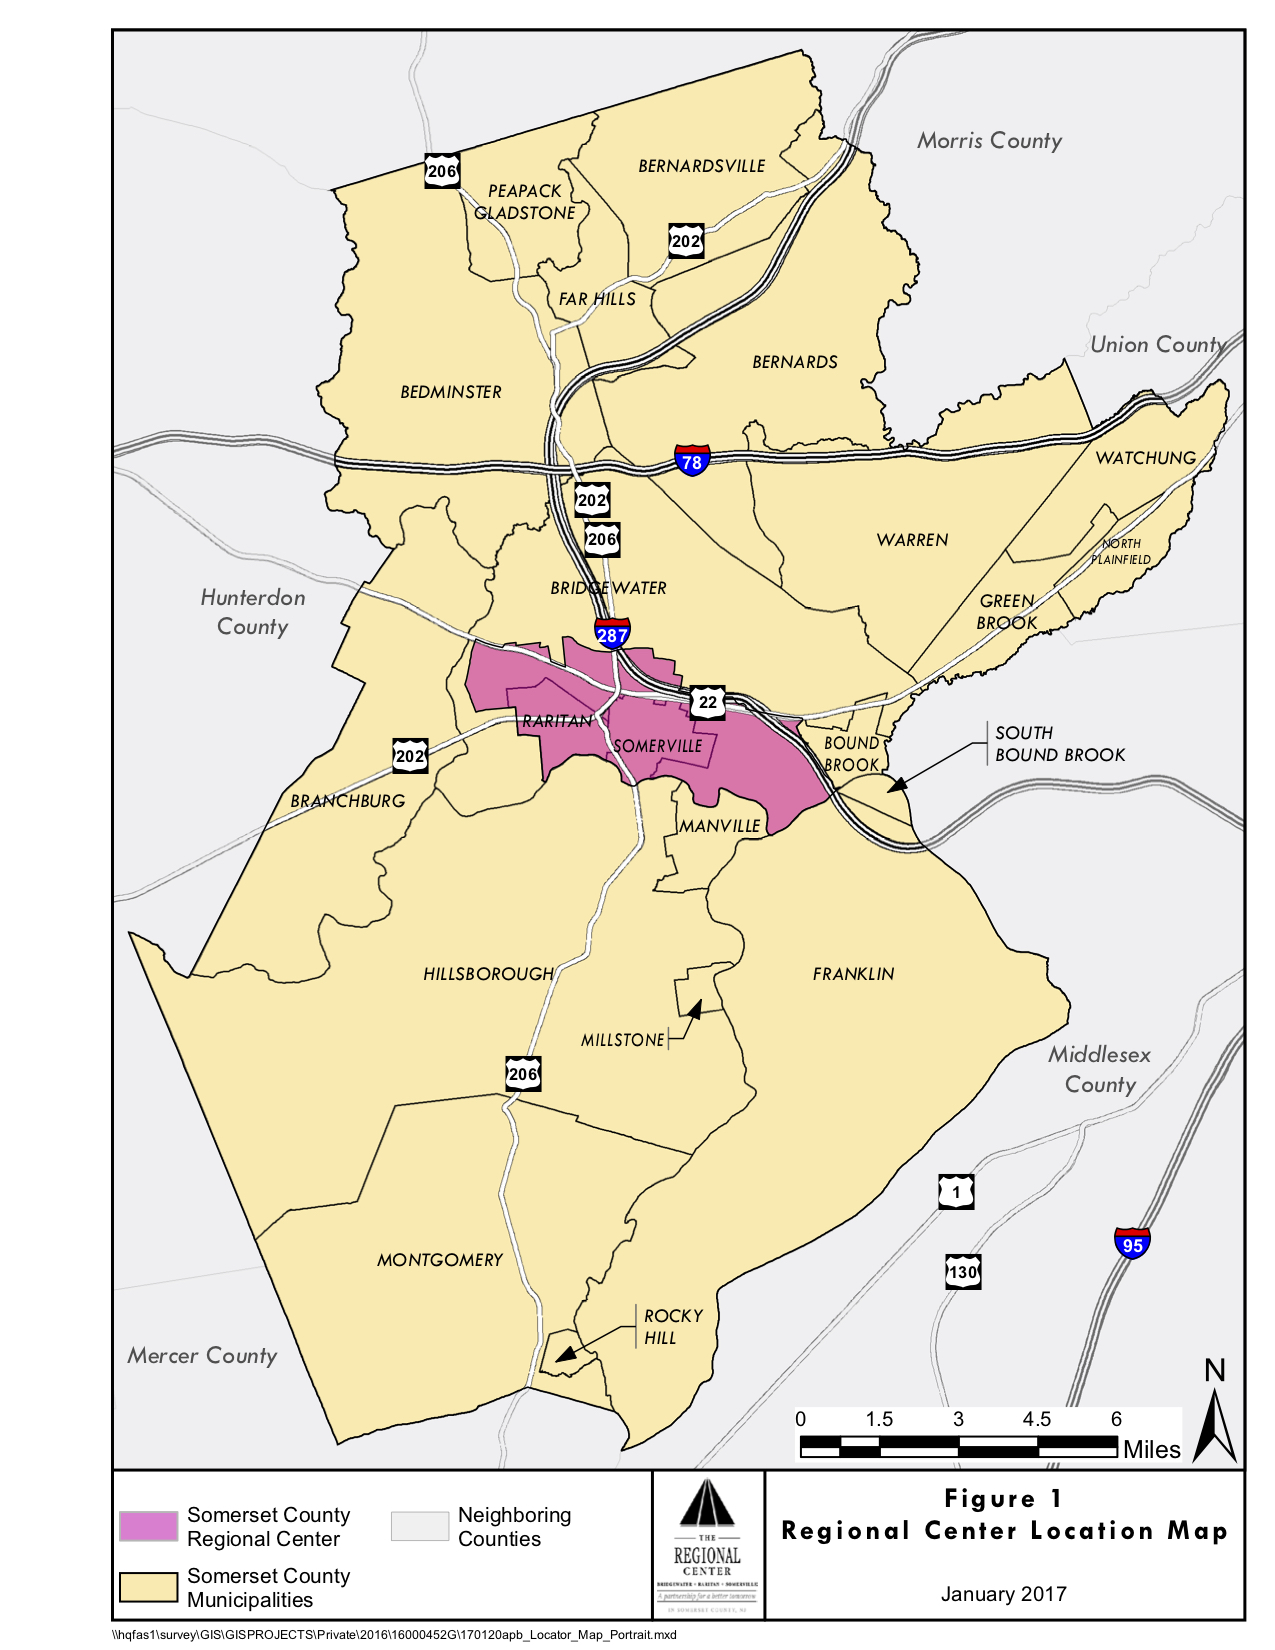 Morris County
206
BERNARDSVILLE
PEAPACK
GLADSTONE
202
FAR HILLS
Union County
BERNARDS
BEDMINSTER
78
WATCHUNG
202
206
WARREN
NORTH
PLAINFIELD
BRIDGEWATER
Hunterdon
County
GREEN
BROOK
287
22
RARITAN
SOMERVILLE
BOUND
BROOK
SOUTH
BOUND BROOK
202
BRANCHBURG
MANVILLE
HILLSBOROUGH
FRANKLIN
MILLSTONE
Middlesex
County
206
1
95
130
MONTGOMERY
ROCKY
HILL
Mercer County
N
0 1.5 3 4.5 6
Miles
Somerset County
Regional Center
Neighboring
Counties
Somerset County
Municipalities
THE
REGIONAL
CENTER
BRIDGEWATER • RARITAN • SOMERVILLE
A partnership for a better tomorrow
IN SOMERSET COUNTY, NJ
Figure 1
Regional Center Location Map
January 2017
\\hqfas1\survey\GIS\GISPROJECTS\Private\2016\16000452G\170120apb_Locator_Map_Portrait.mxd